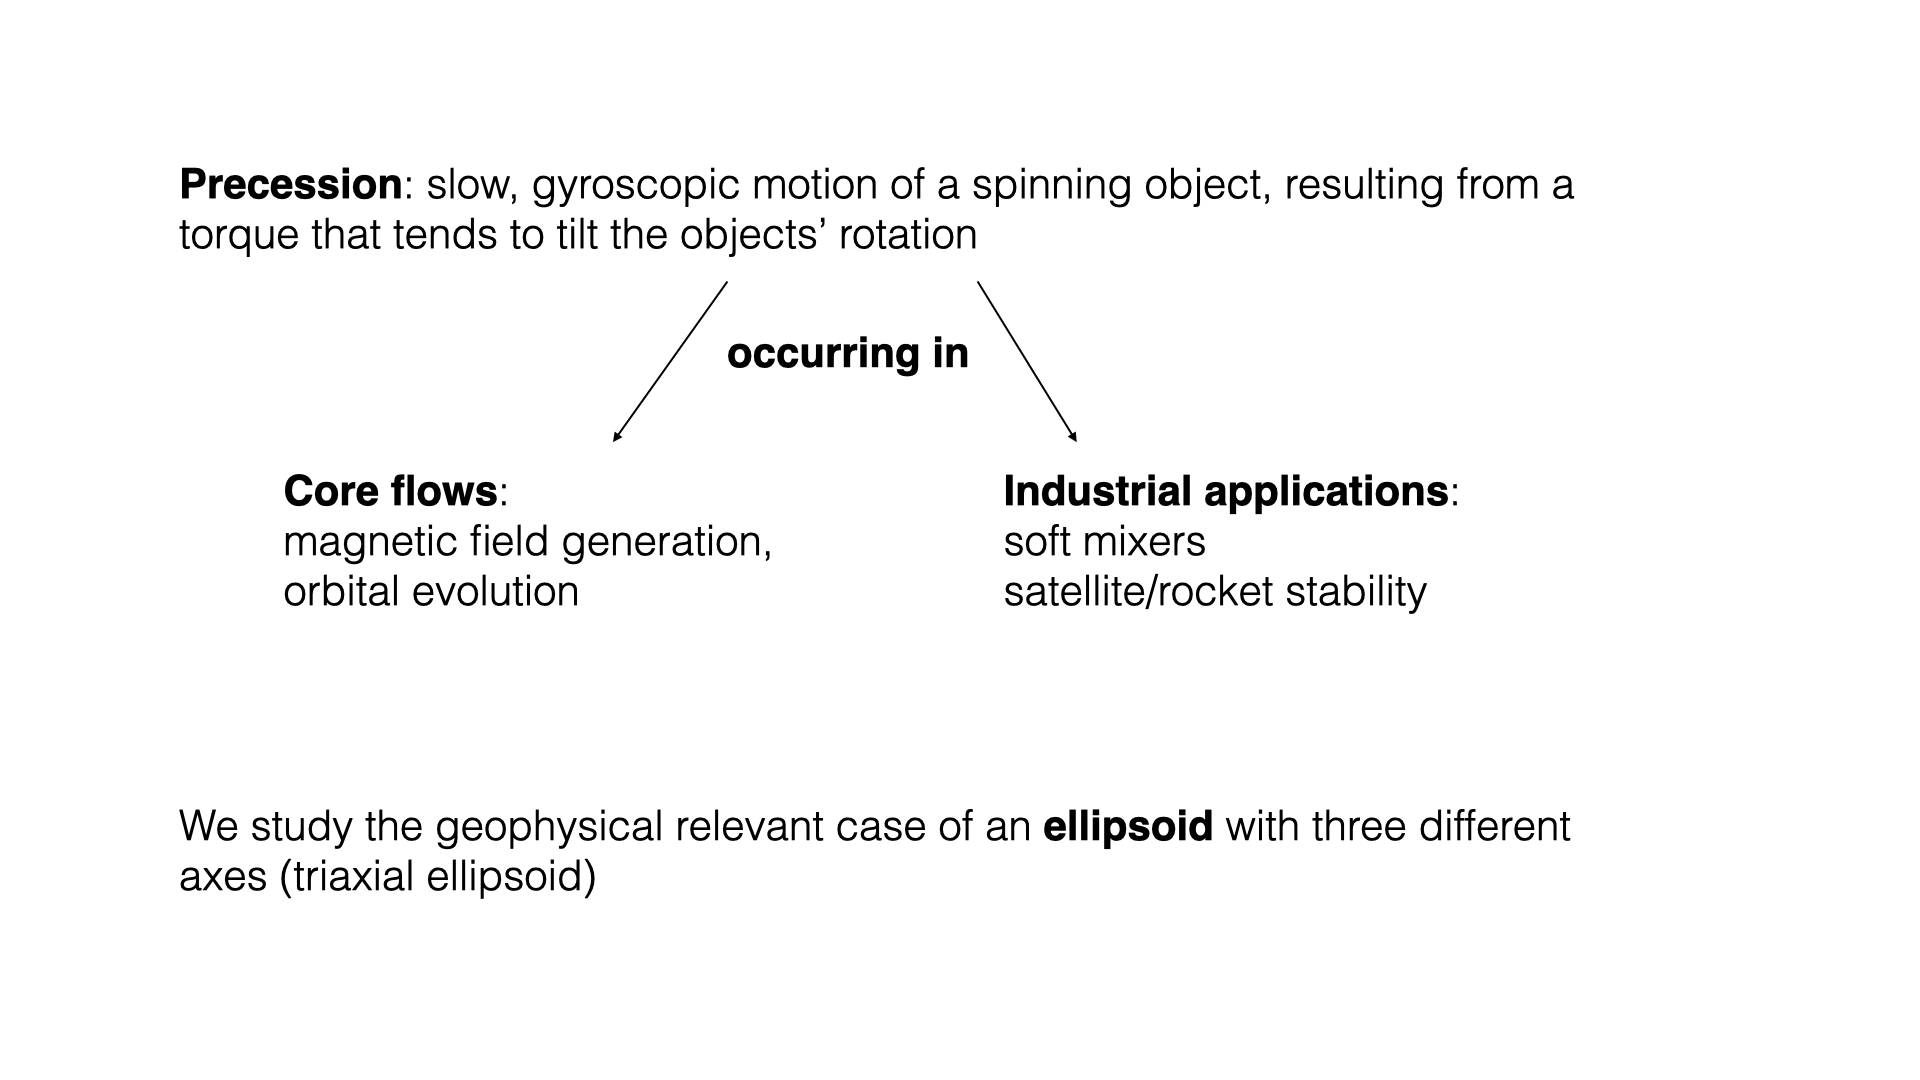 Precession: slow, gyroscopic motion of a spinning object, resulting from a
torque that tends to tilt the objects’ rotation
occurring in
Core flows:
magnetic field generation,
orbital evolution
Industrial applications:
soft mixers
satellite/rocket stability
We study the geophysical relevant case of an ellipsoid with three different
axes (triaxial ellipsoid)